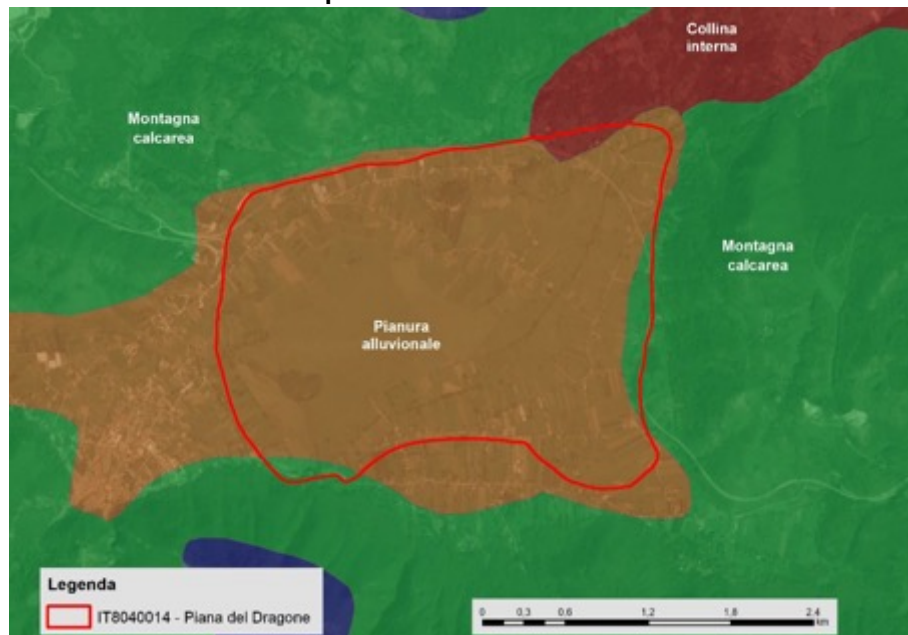 Collina
interna
Montagna
calcarea
Montagna
calcarea
Pianura
alluvionale
Legenda
IT8040014 - Piana del Dragone
0 0.3 0.6 1.2 1.8 2.4
km